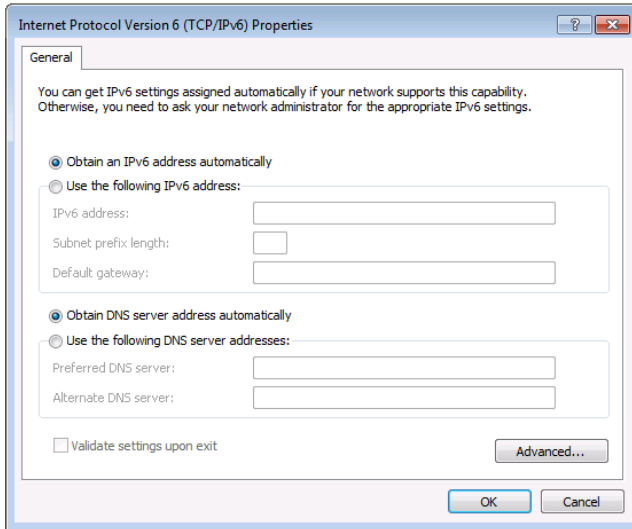 Internet Protocol Version 6 (TCP/IPv6) Properties
General
You can get IPv6 settings assigned automatically if your network supports this capability.
Otherwise, you need to ask your network administrator for the appropriate IPv6 settings.
Obtain an IPv6 address automatically
Use the following IPv6 address:
IPv6 address:
Subnet prefix length:
Default gateway:
Obtain DNS server address automatically
Use the following DNS server addresses:
Preferred DNS server:
Alternate DNS server:
Validate settings upon exit
Advanced...
OK Cancel